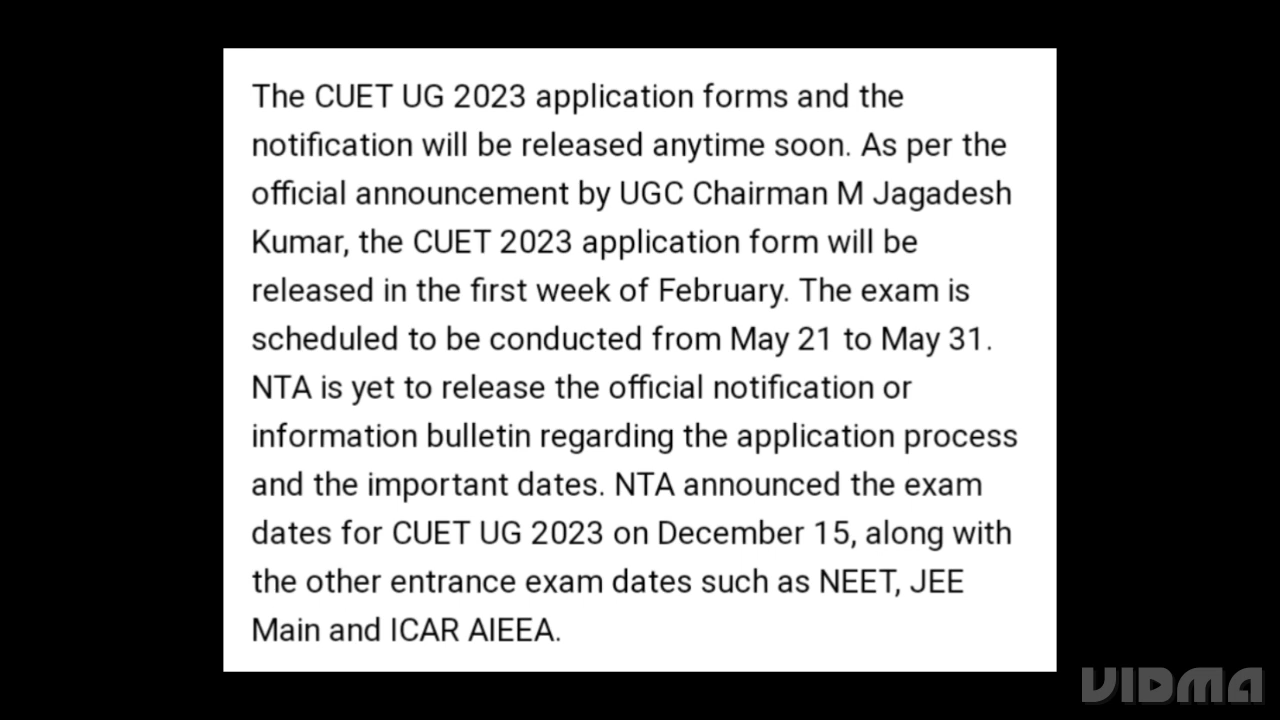 The CUET UG 2023 application forms and the
notification will be released anytime soon. As per the
official announcement by UGC Chairman M Jagadesh
Kumar, the CUET 2023 application form will be
released in the first week of February. The exam is
scheduled to be conducted from May 21 to May 31.
NTA is yet to release the official notification or
information bulletin regarding the application process
and the important dates. NTA announced the exam
dates for CUET UG 2023 on December 15, along with
the other entrance exam dates such as NEET, JEE
Main and ICAR AIEEA.
VIDMA